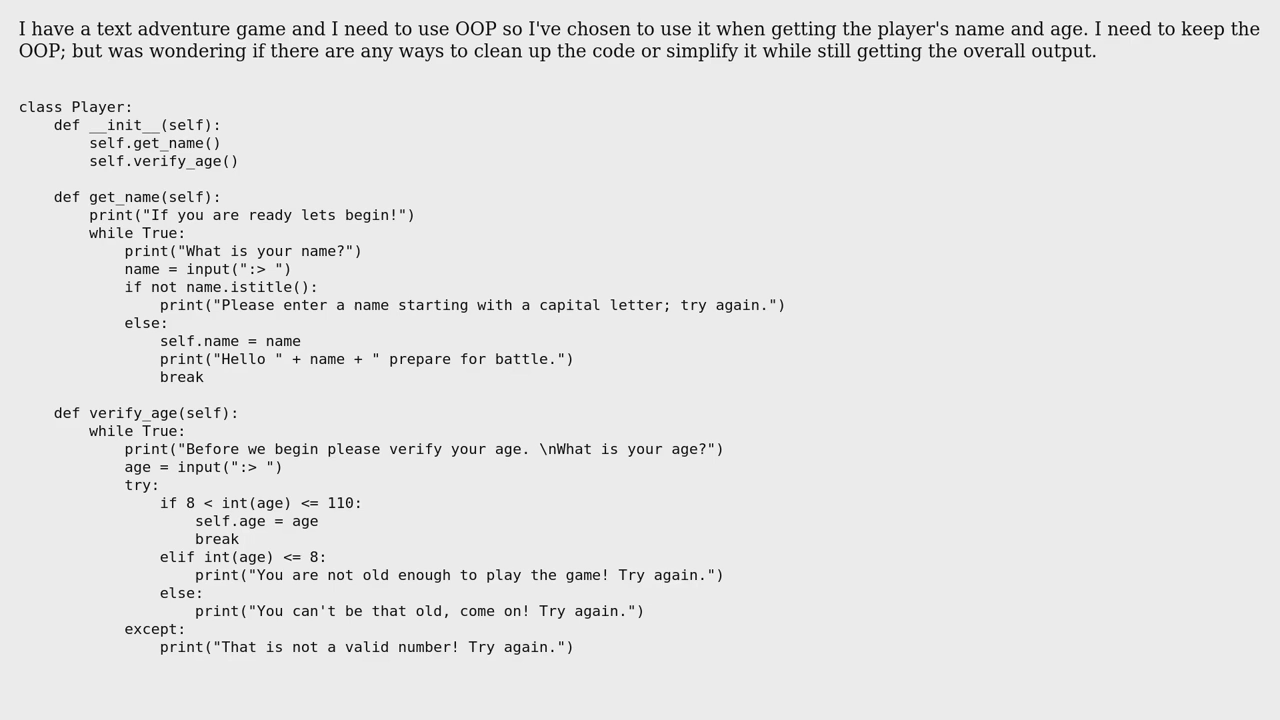 I have a text adventure game and I need to use OOP so I've chosen to use it when getting the player's name and age. I need to keep the
OOP; but was wondering if there are any ways to clean up the code or simplify it while still getting the overall output.
class Player:
    def __init__(self):
        self.get_name()
        self.verify_age()
    def get_name(self):
        print("If you are ready lets begin!")
        while True:
            print("What is your name?")
            name = input(":> ")
            if not name.istitle():
                print("Please enter a name starting with a capital letter; try again.")
            else:
                self.name = name
                print("Hello " + name + " prepare for battle.")
                break
    def verify_age(self):
        while True:
            print("Before we begin please verify your age. \nWhat is your age?")
            age = input(":> ")
            try:
                if 8 < int(age) <= 110:
                    self.age = age
                    break
                elif int(age) <= 8:
                    print("You are not old enough to play the game! Try again.")
                else:
                    print("You can't be that old, come on! Try again.")
            except:
                print("That is not a valid number! Try again.")